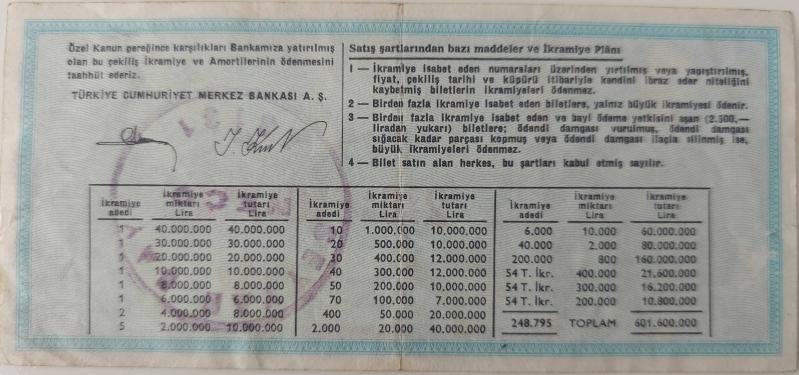 Özel Kanun gereğince karşılıkları Bankamıza yatırılmış
olan bu çekiliş İkramiye ve Amortilerinin ödenmesini
taahhüt ederiz.
TÜRKİYE CUMHURİYET MERKEZ BANKASI A. Ş.
Satış şartlarından bazı maddeler ve İkramiye Plânı
1 — İkramiye isabet eden numaraları üzerinden yırtılmış veya yapıştırılmış,
fiyat, çekiliş tarihi ve küpürü itibariyle kendini ibraz eder niteliğini
kaybetmiş biletlerin ikramiyeleri ödenmez.
2 — Birden fazla ikramiye isabet eden biletlere, yalnız büyük ikramiyesi ödenir.
3 — Birden fazla ikramiye isabet eden ve bayi ödeme yetkisini aşan (2.500,—
liradan yukarı) biletlere; ödendi damgası vurulmuş, ödendi damgası
sığacak kadar parçası kopmuş veya ödendi damgası ilaçla silinmiş ise,
büyük ikramiyeleri ödenmez.
4 — Bilet satın alan herkes, bu şartları kabul etmiş sayılır.
İkramiye adedi İkramiye miktarı Lira İkramiye tutarı Lira
1 40.000.000 40.000.000
1 30.000.000 30.000.000
1 20.000.000 20.000.000
1 10.000.000 10.000.000
1 8.000.000 8.000.000
1 6.000.000 6.000.000
2 4.000.000 8.000.000
5 2.000.000 10.000.000
İkramiye adedi İkramiye miktarı Lira İkramiye tutarı Lira
10 1.000.000 10.000.000
20 500.000 10.000.000
30 400.000 12.000.000
40 300.000 12.000.000
50 200.000 10.000.000
70 100.000 7.000.000
400 50.000 20.000.000
2.000 20.000 40.000.000
İkramiye adedi İkramiye miktarı Lira İkramiye tutarı Lira
6.000 10.000 60.000.000
40.000 2.000 80.000.000
200.000 800 160.000.000
54 T. İkr. 400.000 21.600.000
54 T. İkr. 300.000 16.200.000
54 T. İkr. 200.000 10.800.000
248.795 TOPLAM 601.600.000